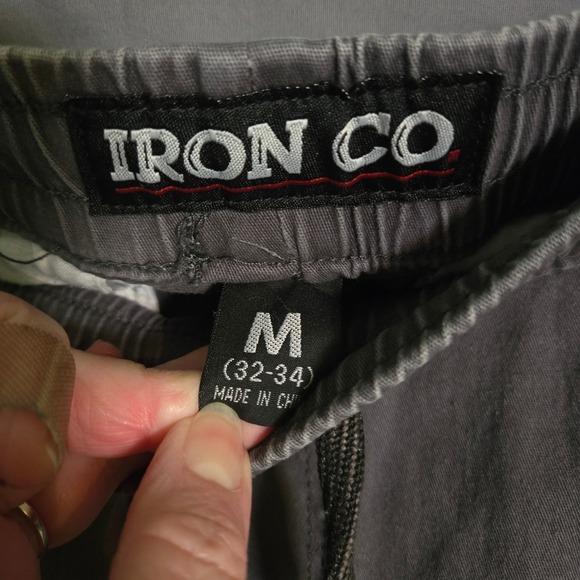 IRON CO.
M
(32-34)
MADE IN